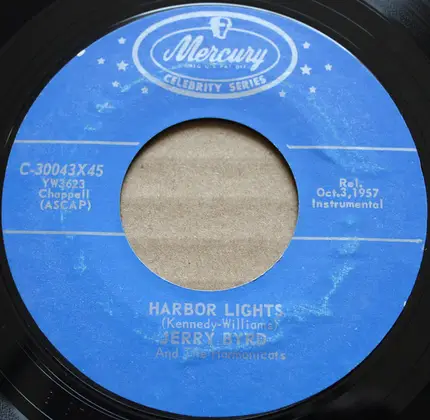 Mercury
CELEBRITY SERIES
C-30043X45
YW3623
Chappell
(ASCAP)
Rel:
Oct.3,1957
Instrumental
HARBOR LIGHTS
(Kennedy-Williams)
JERRY BYRD
And The Harmonicats